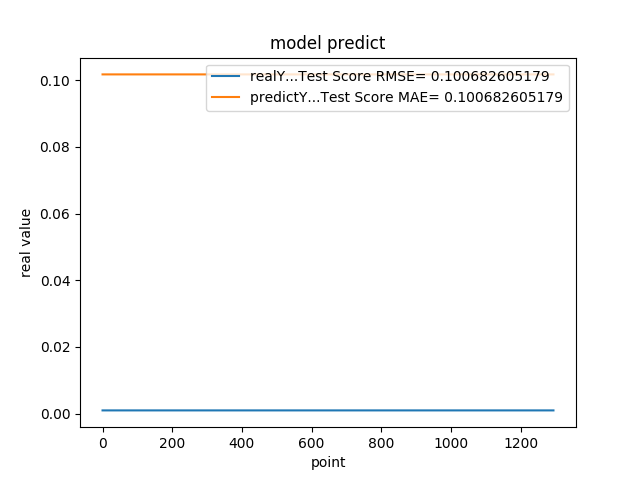 model predict
realY...Test Score RMSE= 0.100682605179
predictY...Test Score MAE= 0.100682605179
0.10
0.08
0.06
0.04
0.02
0.00
real value
0 200 400 600 800 1000 1200
point